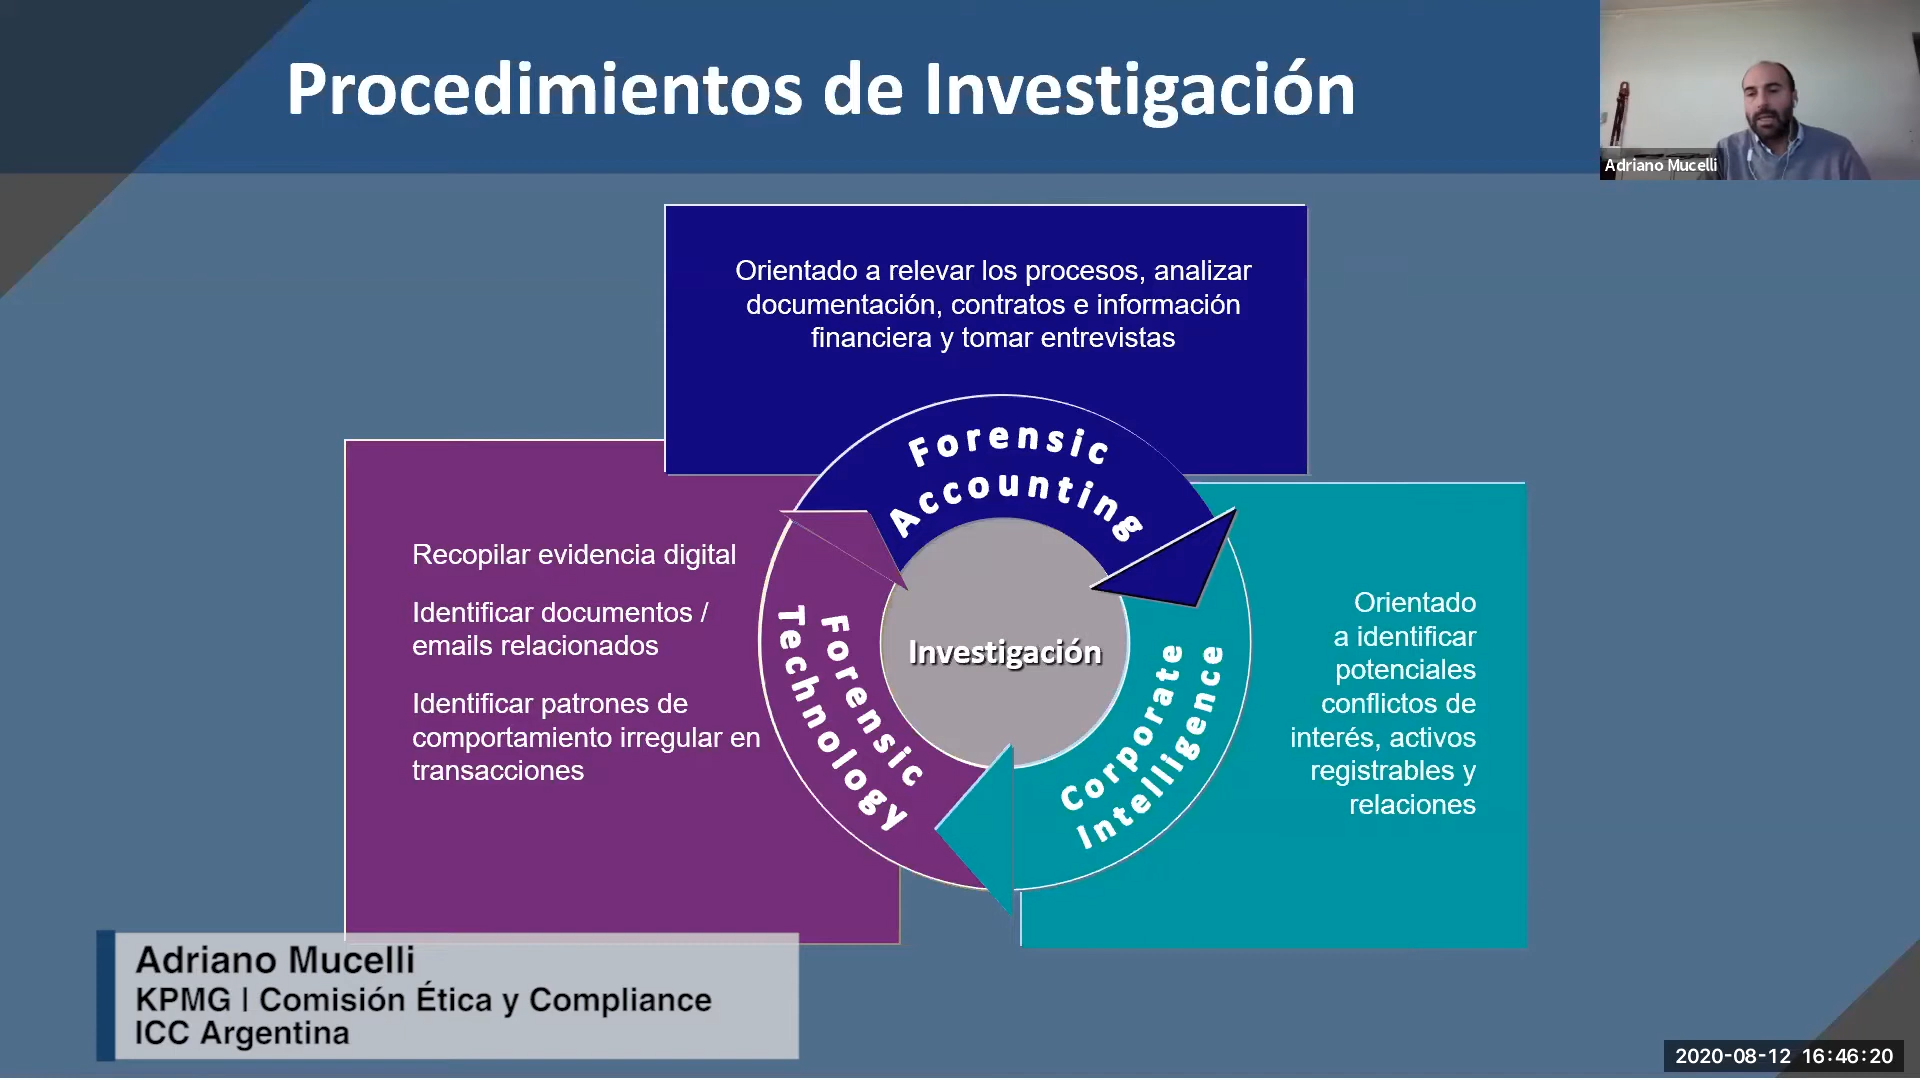 Procedimientos de Investigación
Adriano Mucelli
Orientado a relevar los procesos, analizar
documentación, contratos e información
financiera y tomar entrevistas
Forensic
Accounting
Recopilar evidencia digital
Identificar documentos /
emails relacionados
Identificar patrones de
comportamiento irregular en
transacciones
Forensic
Technology
Investigación
Corporate
Intelligence
Orientado
a identificar
potenciales
conflictos de
interés, activos
registrables y
relaciones
Adriano Mucelli
KPMG | Comisión Ética y Compliance
ICC Argentina
2020-08-12 16:46:20